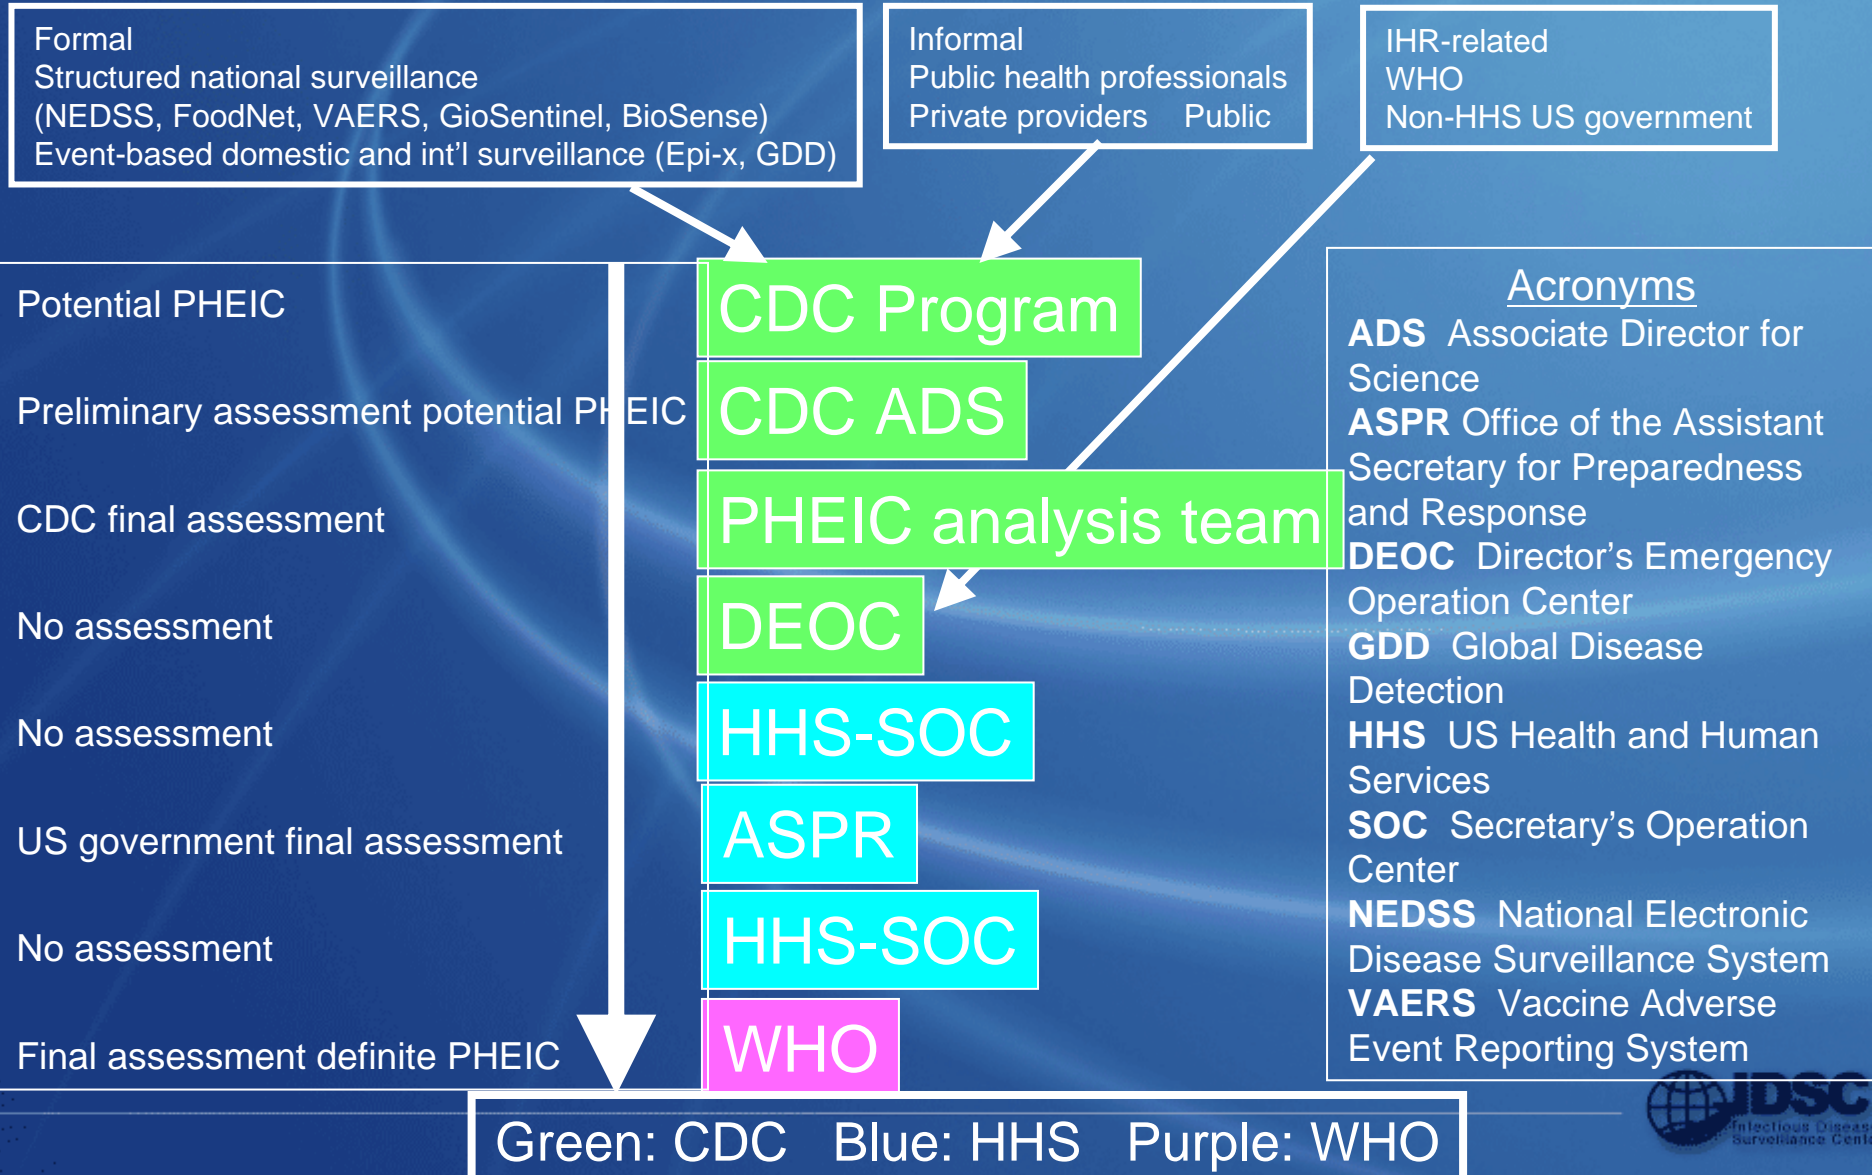 Formal
Structured national surveillance
(NEDSS, FoodNet, VAERS, GioSentinel, BioSense)
Event-based domestic and int'l surveillance (Epi-x, GDD)
Informal
Public health professionals
Private providers Public
IHR-related
WHO
Non-HHS US government
Potential PHEIC
CDC Program
Preliminary assessment potential PHEIC
CDC ADS
CDC final assessment
PHEIC analysis team
No assessment
DEOC
No assessment
HHS-SOC
US government final assessment
ASPR
No assessment
HHS-SOC
Final assessment definite PHEIC
WHO
Acronyms
ADS Associate Director for
Science
ASPR Office of the Assistant
Secretary for Preparedness
and Response
DEOC Director's Emergency
Operation Center
GDD Global Disease
Detection
HHS US Health and Human
Services
SOC Secretary's Operation
Center
NEDSS National Electronic
Disease Surveillance System
VAERS Vaccine Adverse
Event Reporting System
Green: CDC Blue: HHS Purple: WHO
IDSC
Infectious Disease
Surveillance Cente